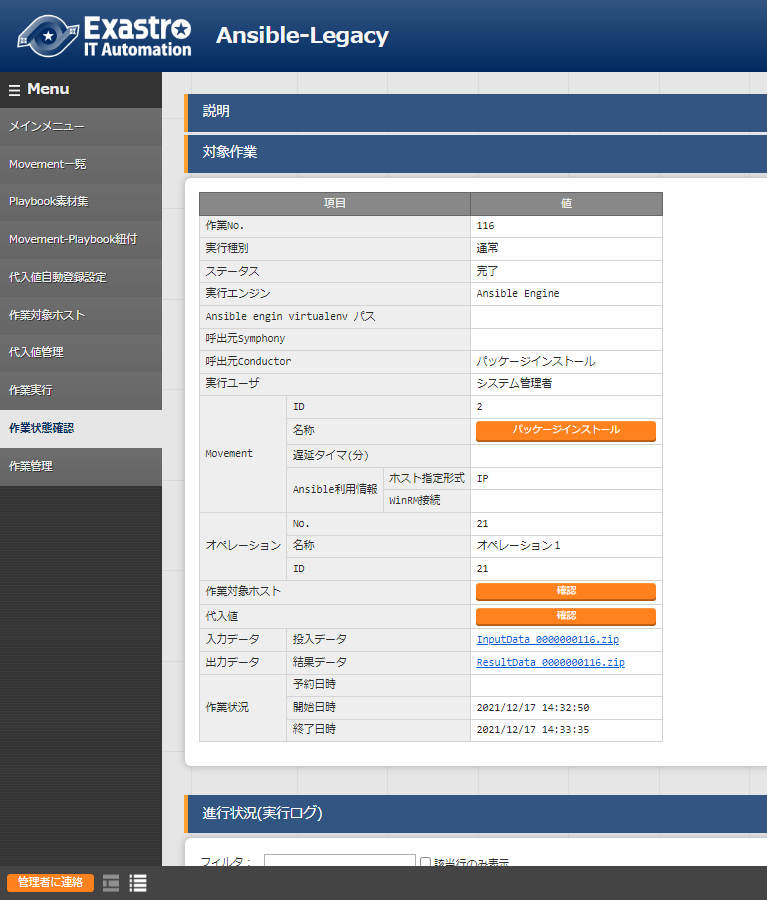 Exastro
IT Automation
Ansible-Legacy
Menu
メインメニュー
Movement一覧
Playbook素材集
Movement-Playbook紐付
代入値自動登録設定
作業対象ホスト
代入値管理
作業実行
作業状態確認
作業管理
説明
対象作業
項目 値
作業No. 116
実行種別 通常
ステータス 完了
実行エンジン Ansible Engine
Ansible engin virtualenv パス
呼出元Symphony
呼出元Conductor パッケージインストール
実行ユーザ システム管理者
Movement
ID 2
名称 パッケージインストール
遅延タイマ(分)
Ansible利用情報
ホスト指定形式 IP
WinRM接続
オペレーション
No. 21
名称 オペレーション１
ID 21
作業対象ホスト 確認
代入値 確認
入力データ 投入データ InputData_0000000116.zip
出力データ 結果データ ResultData_0000000116.zip
作業状況
予約日時
開始日時 2021/12/17 14:32:50
終了日時 2021/12/17 14:33:35
進行状況(実行ログ)
フィルタ： 該当行のみ表示
管理者に連絡